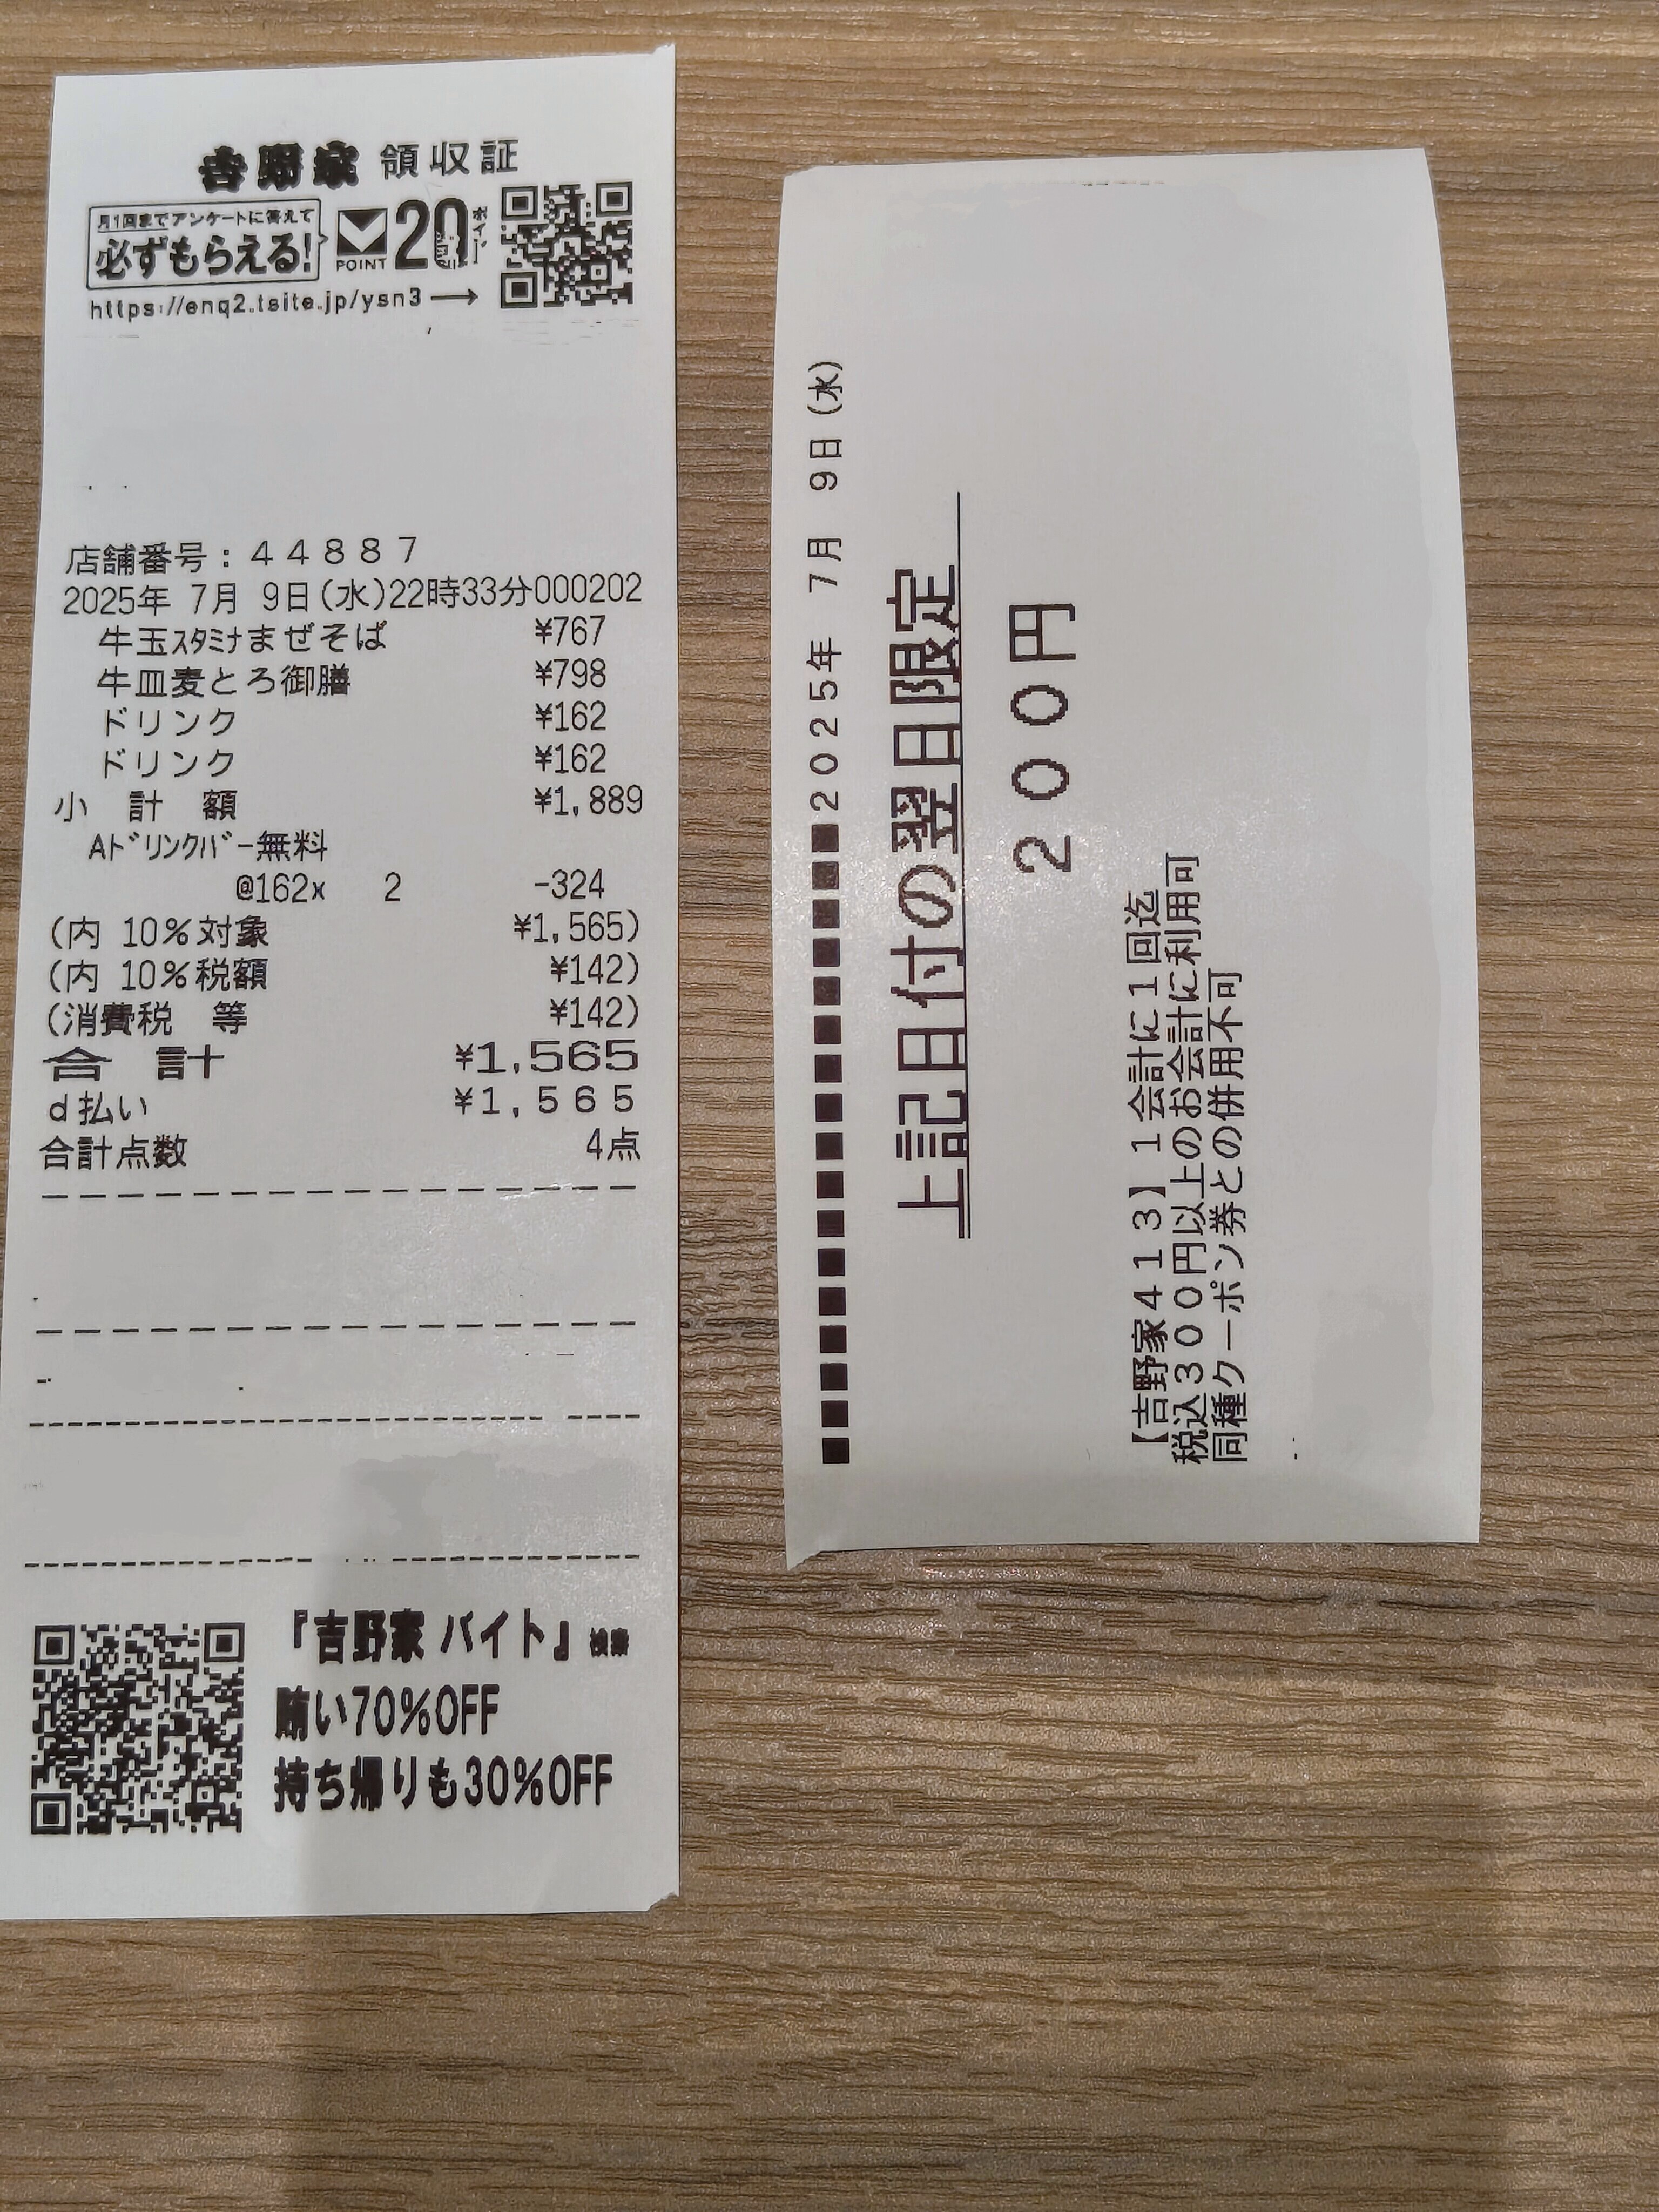 吉野家 領収証
月1回までアンケートに答えて
必ずもらえる!
POINT
20
ポイント
https://enq2.tsite.jp/ysn3
店舗番号：44887
2025年 7月 9日(水)22時33分000202
牛玉ｽﾀﾐﾅまぜそば ¥767
牛皿麦とろ御膳 ¥798
ドリンク ¥162
ドリンク ¥162
小 計 額 ¥1,889
Aﾄﾞﾘﾝｸﾊﾞｰ無料
@162x 2 -324
(内 10%対象 ¥1,565)
(内 10%税額 ¥142)
(消費税 等 ¥142)
合 計 ¥1,565
d払い ¥1,565
合計点数 4点
『吉野家 バイト』検索
賄い70%OFF
持ち帰りも30%OFF
■■■■■■■■■■■■■■■■■2025年 7月 9日(水)
上記日付の翌日限定
200円
【吉野家413】1会計に1回迄
税込300円以上のお会計に利用可
同種クーポン券との併用不可